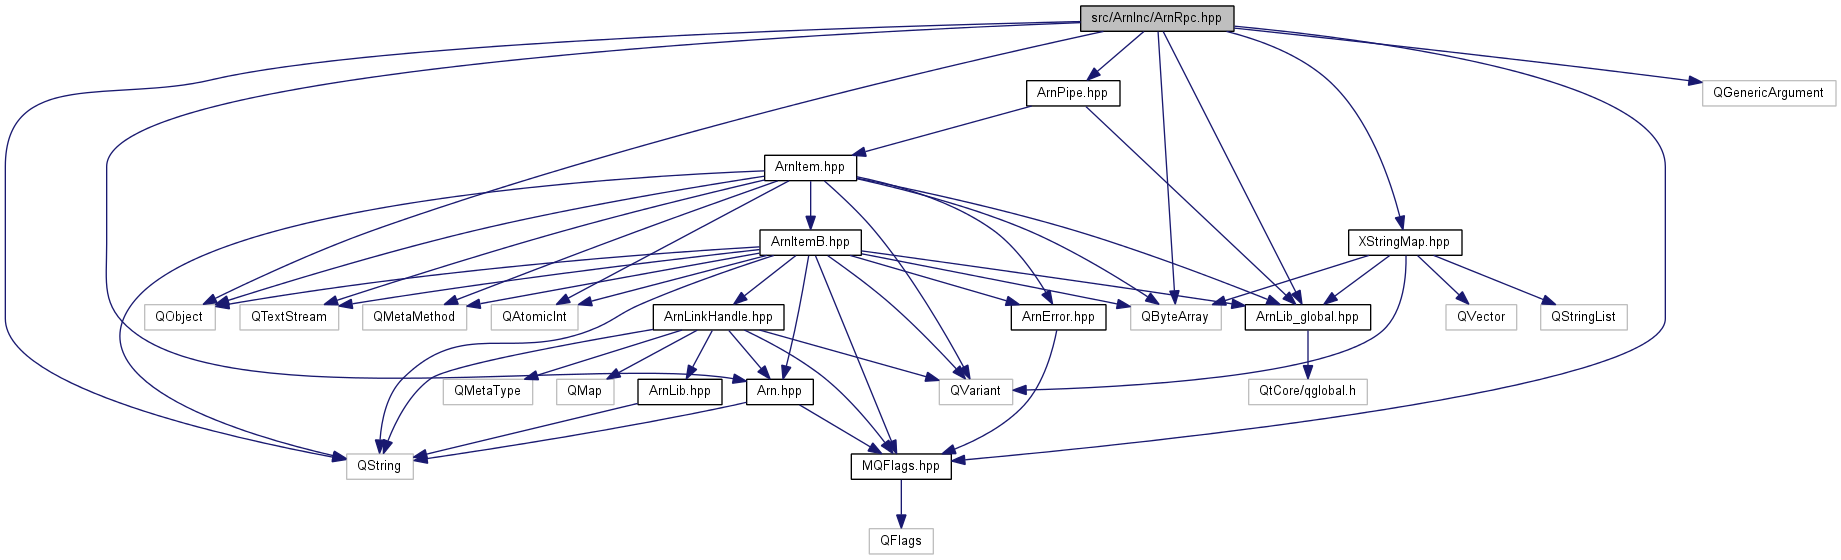 src/ArnInc/ArnRpc.hpp
ArnPipe.hpp
QGenericArgument
ArnItem.hpp
ArnItemB.hpp
XStringMap.hpp
QObject
QTextStream
QMetaMethod
QAtomicInt
ArnLinkHandle.hpp
ArnError.hpp
QByteArray
ArnLib_global.hpp
QVector
QStringList
QMetaType
QMap
ArnLib.hpp
Arn.hpp
QVariant
QtCore/qglobal.h
QString
MQFlags.hpp
QFlags